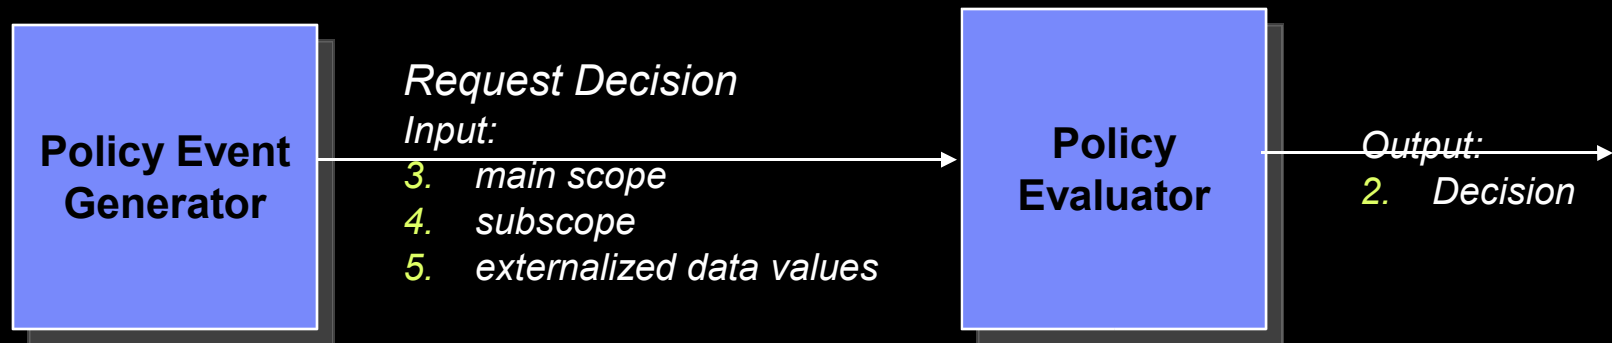 Policy Event
Generator
Request Decision
Input:
3. main scope
4. subscope
5. externalized data values
Policy
Evaluator
Output:
2. Decision